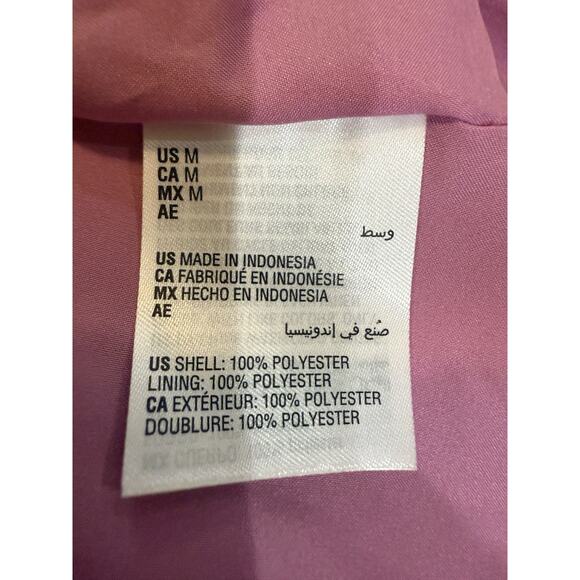 US M
CA M
MX M
AE
وسط
US MADE IN INDONESIA
CA FABRIQUÉ EN INDONÉSIE
MX HECHO EN INDONESIA
AE
صُنع في إندونيسيا
US SHELL: 100% POLYESTER
LINING: 100% POLYESTER
CA EXTÉRIEUR: 100% POLYESTER
DOUBLURE: 100% POLYESTER